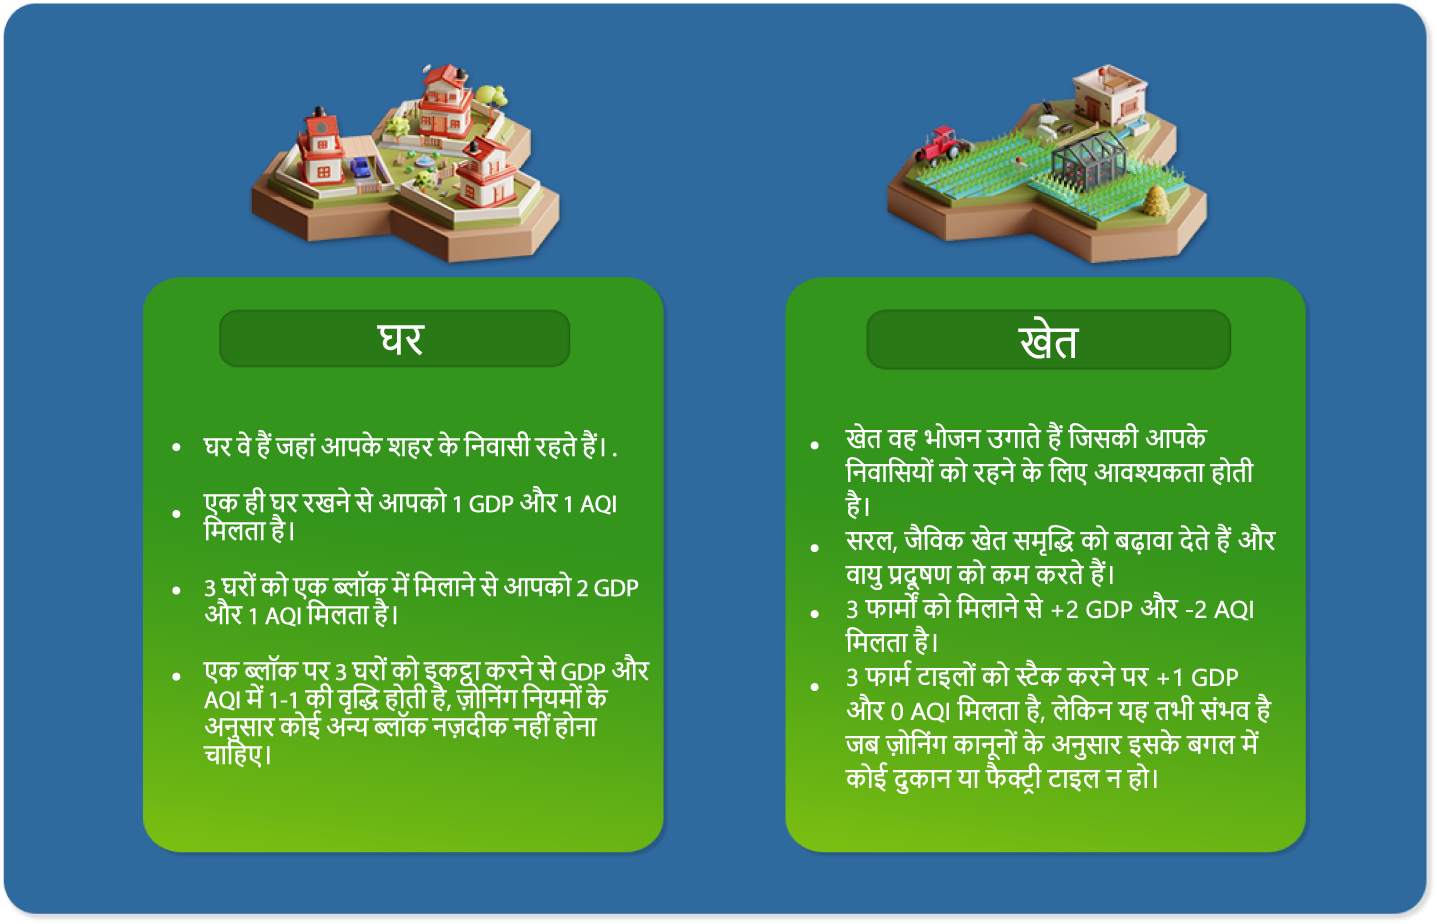 घर
घर वे हैं जहां आपके शहर के निवासी रहते हैं। .
एक ही घर रखने से आपको 1 GDP और 1 AQI
मिलता है।
3 घरों को एक ब्लॉक में मिलाने से आपको 2 GDP
और 1 AQI मिलता है।
एक ब्लॉक पर 3 घरों को इकट्ठा करने से GDP और
AQI में 1-1 की वृद्धि होती है, ज़ोनिंग नियमों के
अनुसार कोई अन्य ब्लॉक नज़दीक नहीं होना
चाहिए।
खेत
खेत वह भोजन उगाते हैं जिसकी आपके
निवासियों को रहने के लिए आवश्यकता होती
है।
सरल, जैविक खेत समृद्धि को बढ़ावा देते हैं और
वायु प्रदूषण को कम करते हैं।
3 फार्मों को मिलाने से +2 GDP और -2 AQI
मिलता है।
3 फार्म टाइलों को स्टैक करने पर +1 GDP
और 0 AQI मिलता है, लेकिन यह तभी संभव है
जब ज़ोनिंग कानूनों के अनुसार इसके बगल में
कोई दुकान या फैक्ट्री टाइल न हो।